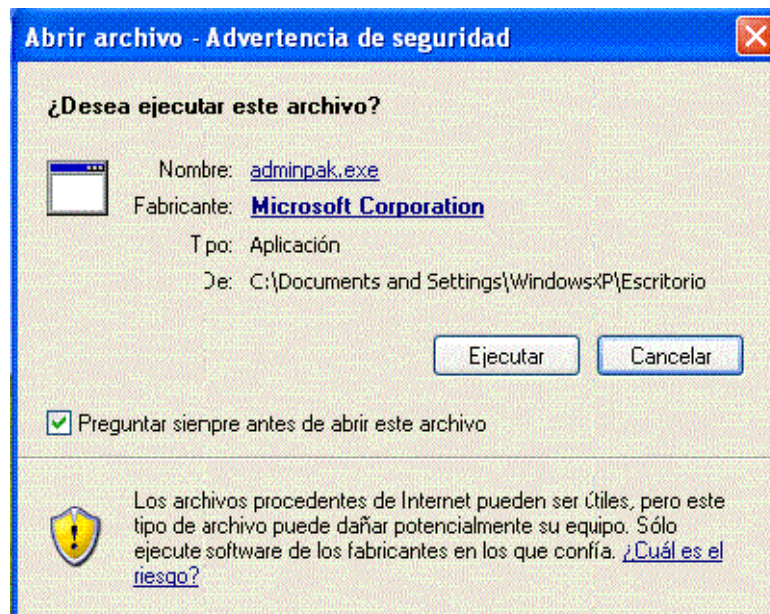 Abrir archivo - Advertencia de seguridad
¿Desea ejecutar este archivo?
Nombre: adminpak.exe
Fabricante: Microsoft Corporation
Tipo: Aplicación
De: C:\Documents and Settings\WindowsXP\Escritorio
Ejecutar Cancelar
Preguntar siempre antes de abrir este archivo
Los archivos procedentes de Internet pueden ser útiles, pero este
tipo de archivo puede dañar potencialmente su equipo. Sólo
ejecute software de los fabricantes en los que confía. ¿Cuál es el
riesgo?